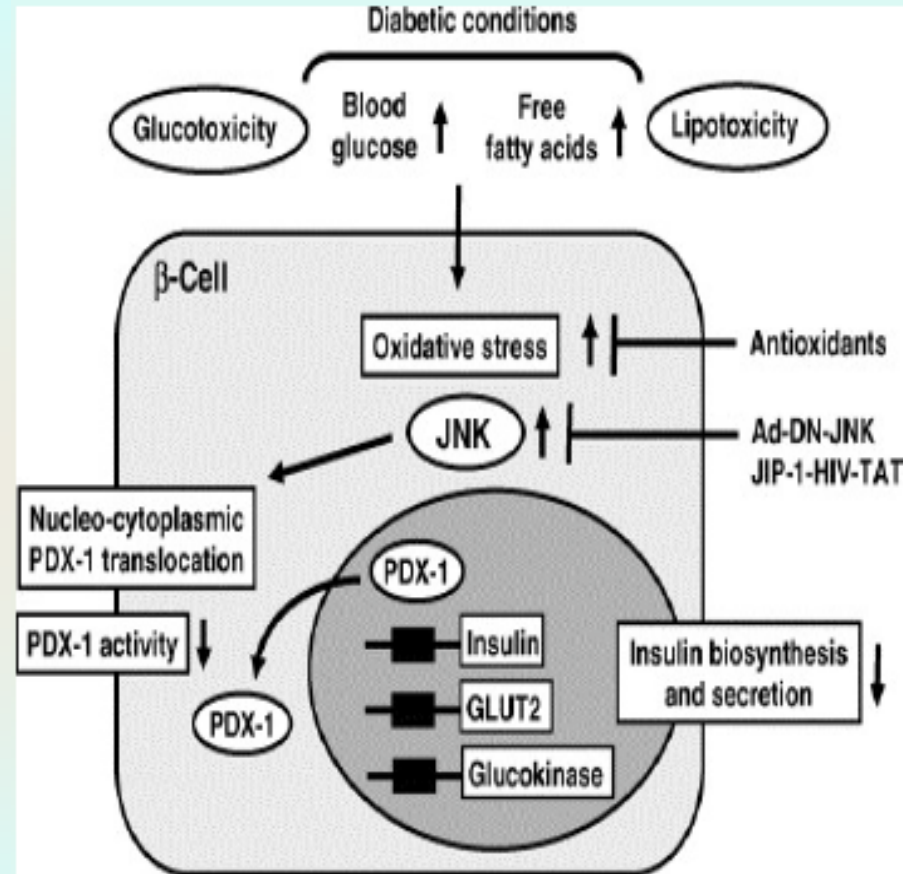 Diabetic conditions
Glucotoxicity
Blood
glucose
Free
fatty acids
Lipotoxicity
β-Cell
Oxidative stress
Antioxidants
JNK
Ad-DN-JNK
JIP-1-HIV-TAT
Nucleo-cytoplasmic
PDX-1 translocation
PDX-1
PDX-1 activity
Insulin
Insulin biosynthesis
and secretion
GLUT2
PDX-1
Glucokinase